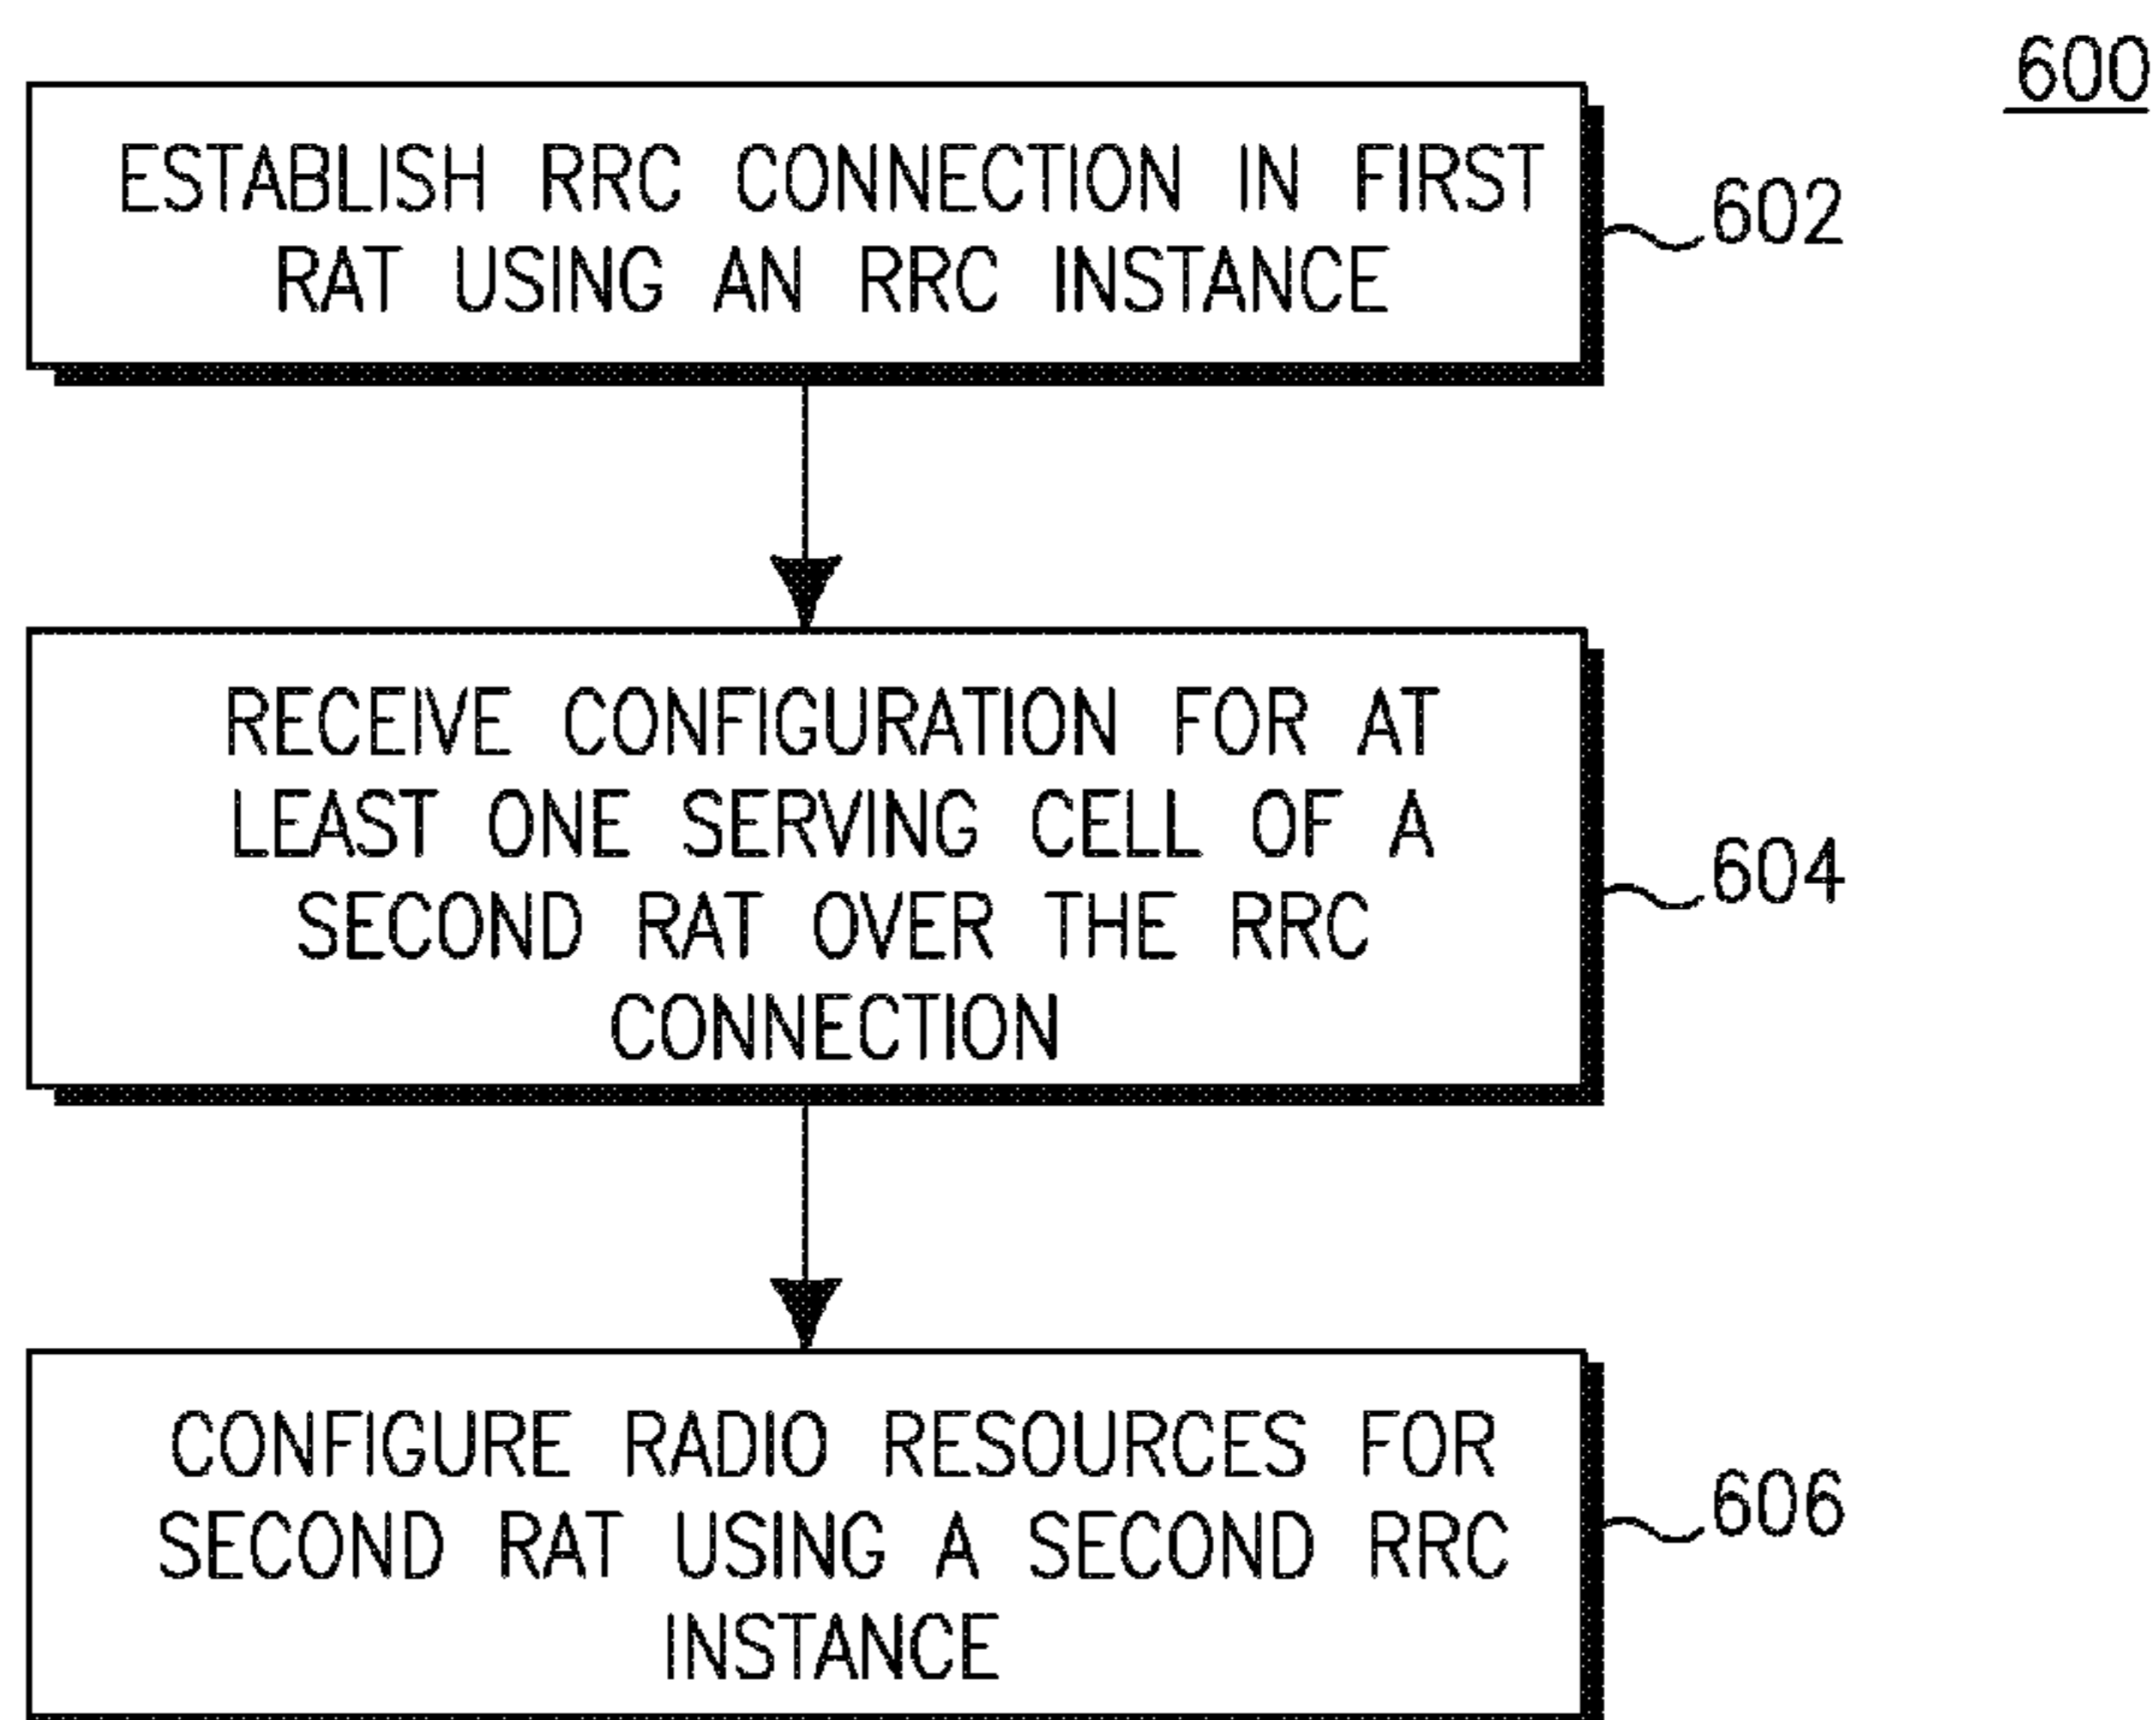 600
ESTABLISH RRC CONNECTION IN FIRST
RAT USING AN RRC INSTANCE
602
RECEIVE CONFIGURATION FOR AT
LEAST ONE SERVING CELL OF A
SECOND RAT OVER THE RRC
CONNECTION
604
CONFIGURE RADIO RESOURCES FOR
SECOND RAT USING A SECOND RRC
INSTANCE
606